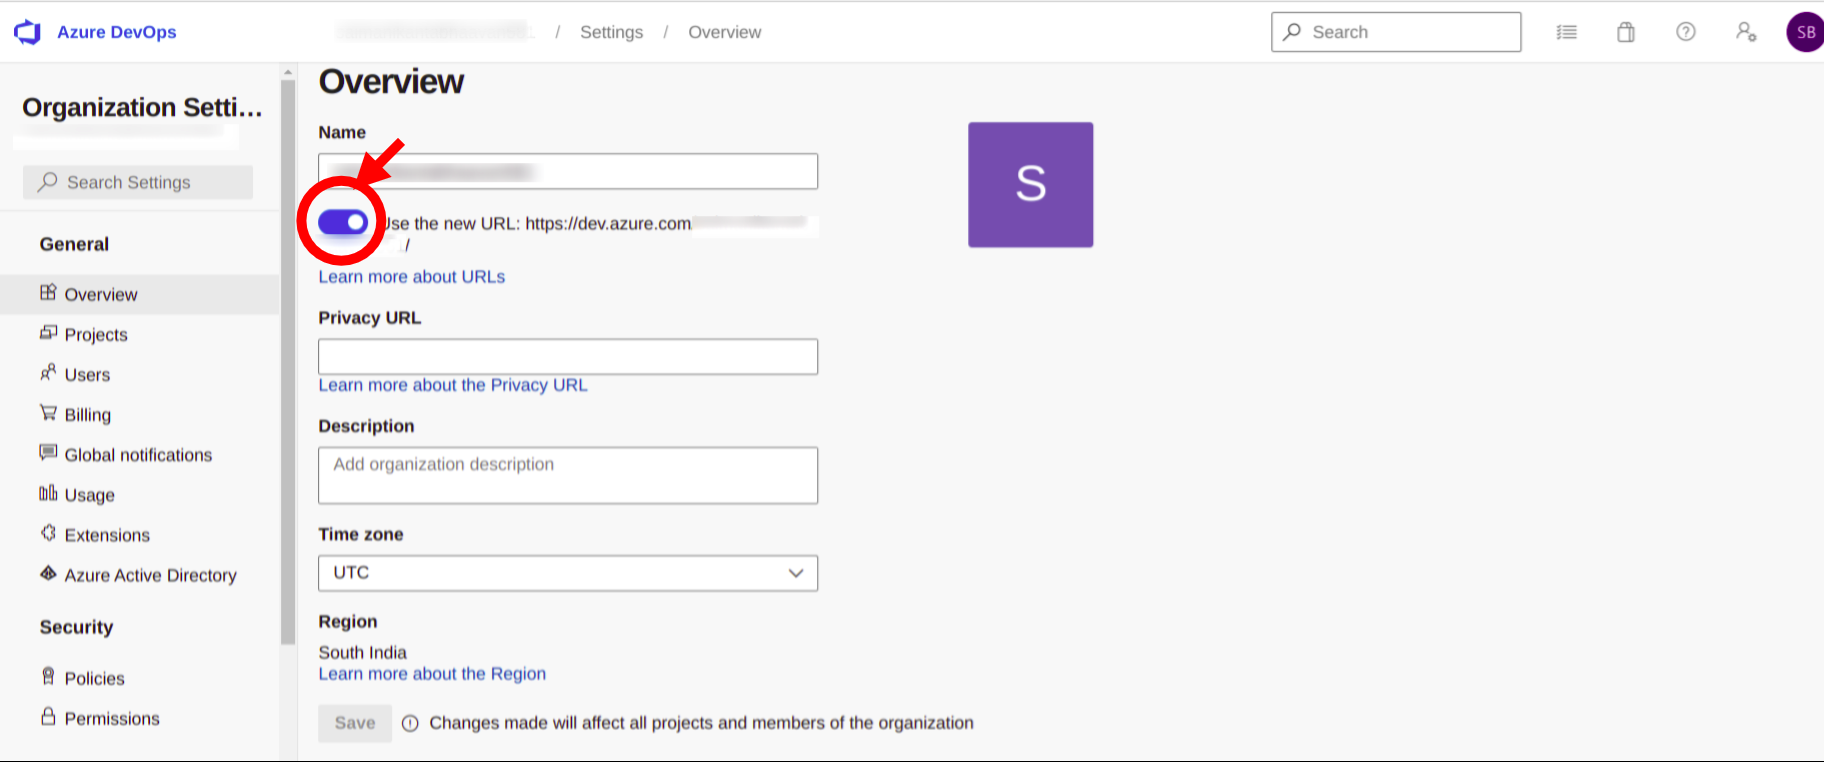 Azure DevOps
/ Settings / Overview
Search
SB
Organization Setti...
Search Settings
General
Overview
Projects
Users
Billing
Global notifications
Usage
Extensions
Azure Active Directory
Security
Policies
Permissions
Overview
Name
Use the new URL: https://dev.azure.com
/
Learn more about URLs
Privacy URL
Learn more about the Privacy URL
Description
Add organization description
Time zone
UTC
Region
South India
Learn more about the Region
Save
Changes made will affect all projects and members of the organization
S